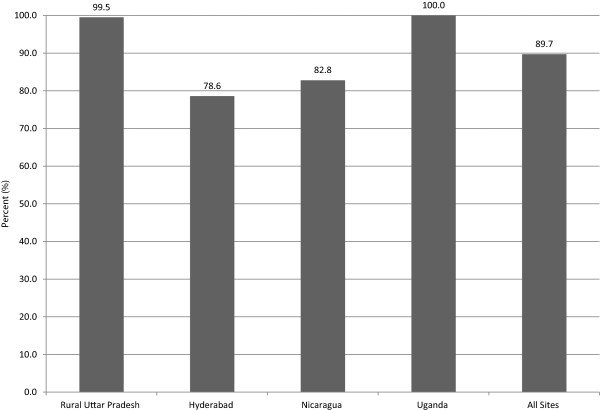 100.0
90.0
80.0
70.0
60.0
50.0
40.0
30.0
20.0
10.0
0.0
Percent (%)
99.5
78.6
82.8
100.0
89.7
Rural Uttar Pradesh
Hyderabad
Nicaragua
Uganda
All Sites